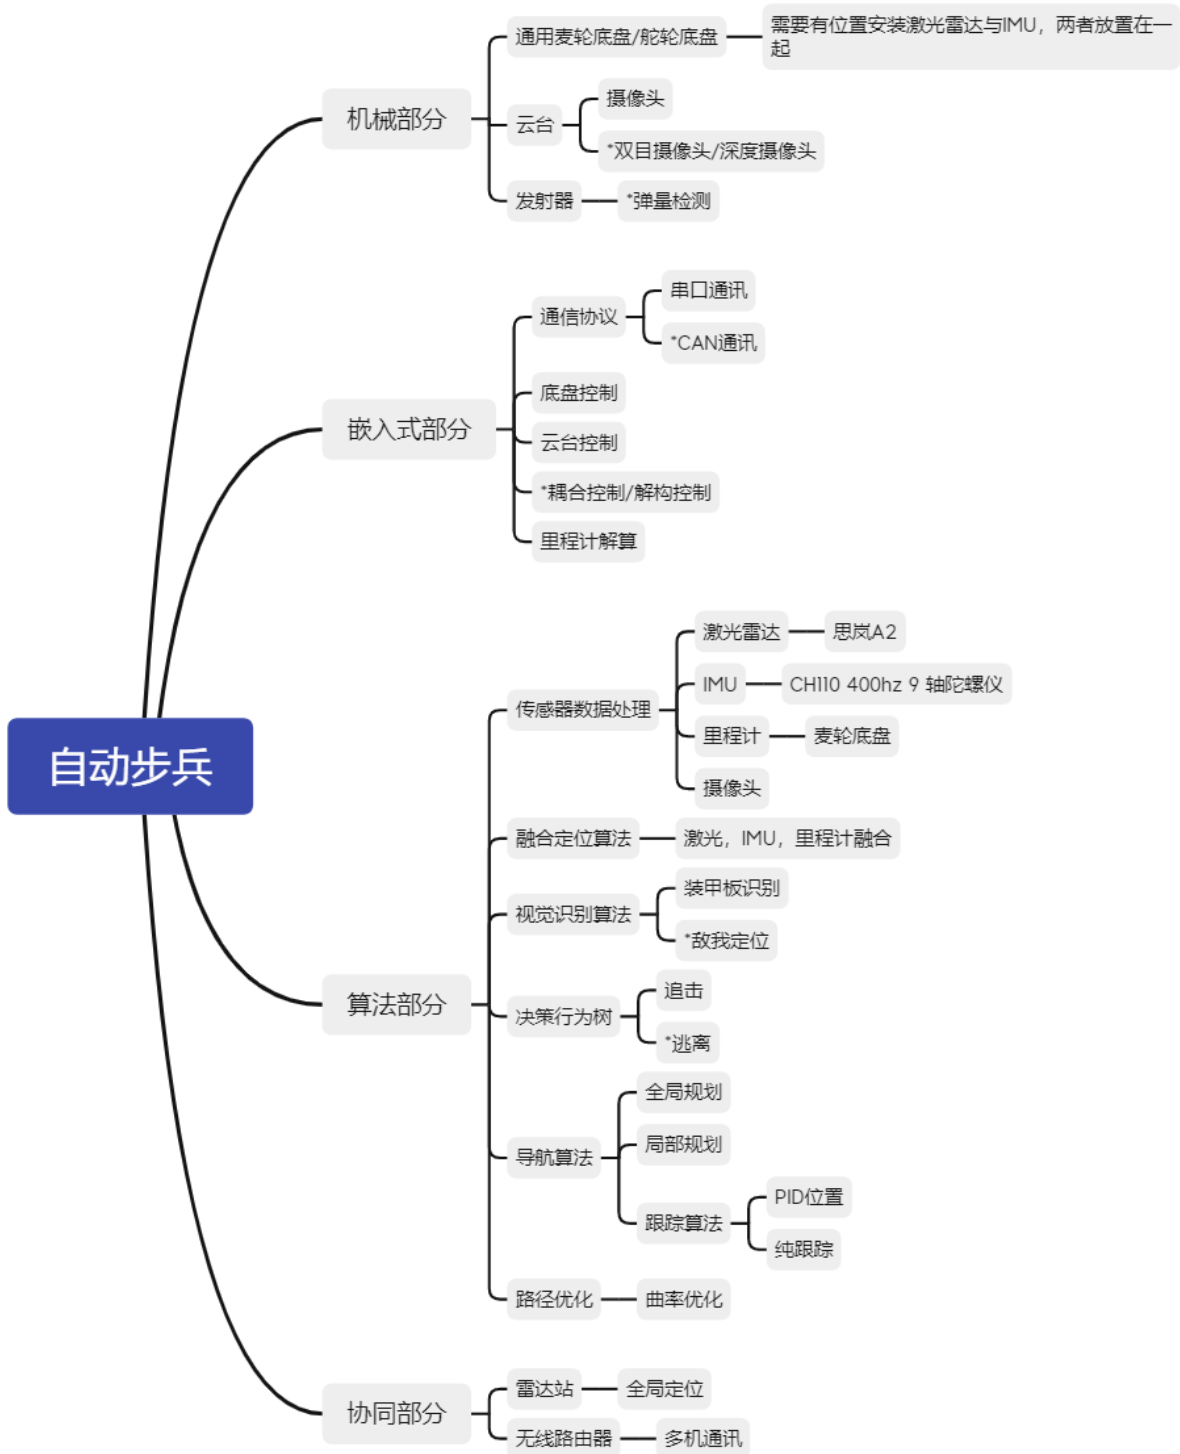 自动步兵
机械部分
通用麦轮底盘/舵轮底盘
需要有位置安装激光雷达与IMU，两者放置在一
起
云台
摄像头
*双目摄像头/深度摄像头
发射器
*弹量检测
嵌入式部分
通信协议
串口通讯
*CAN通讯
底盘控制
云台控制
*耦合控制/解构控制
里程计解算
算法部分
传感器数据处理
激光雷达
思岚A2
IMU
CH110 400hz 9 轴陀螺仪
里程计
麦轮底盘
摄像头
融合定位算法
激光，IMU，里程计融合
视觉识别算法
装甲板识别
*敌我定位
决策行为树
追击
*逃离
导航算法
全局规划
局部规划
跟踪算法
PID位置
纯跟踪
路径优化
曲率优化
协同部分
雷达站
全局定位
无线路由器
多机通讯